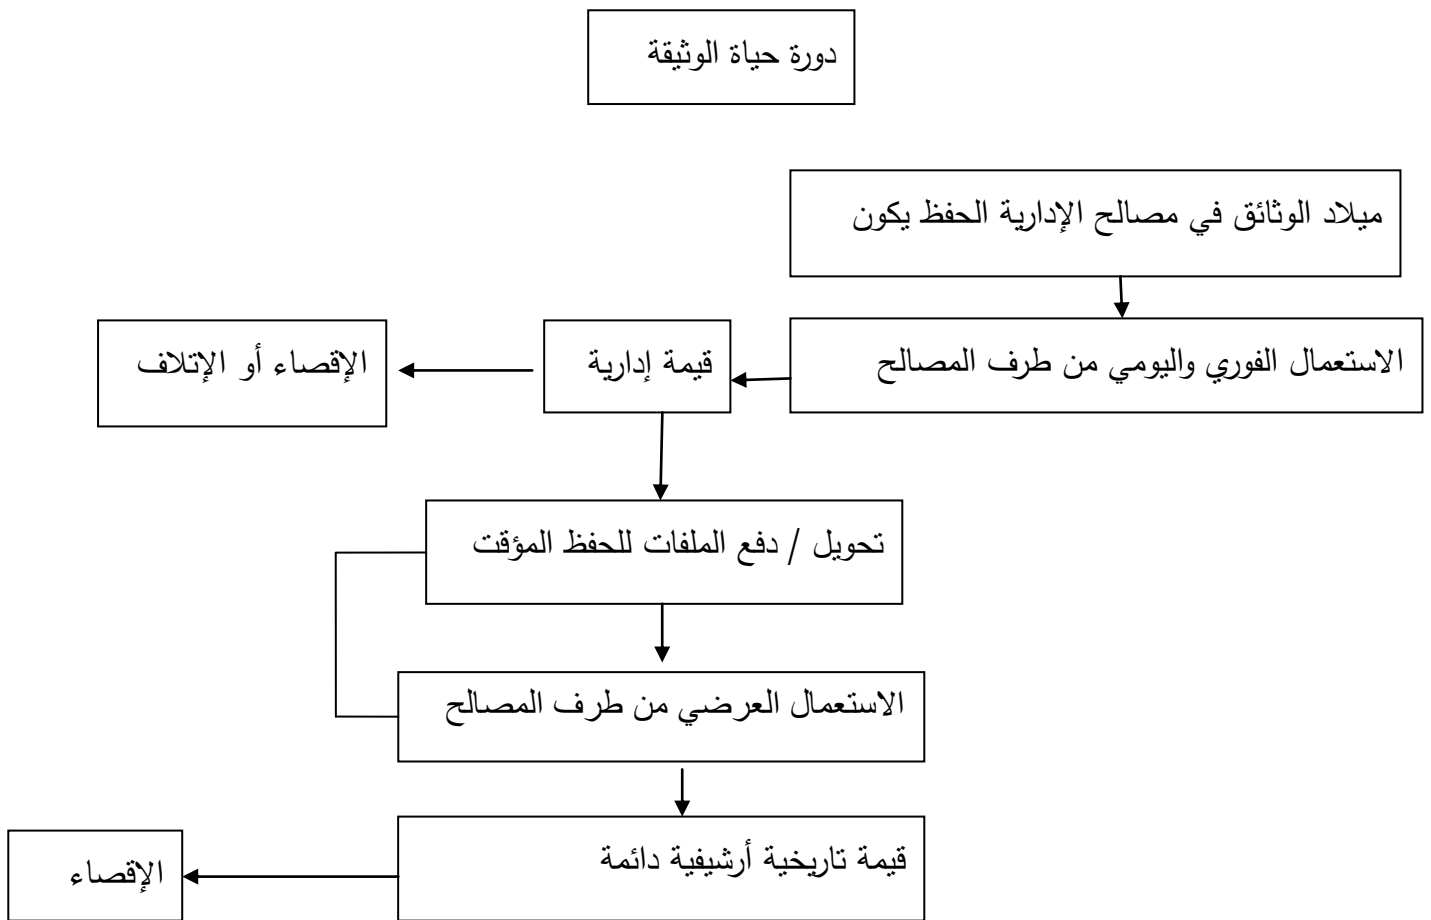 دورة حياة الوثيقة
ميلاد الوثائق في مصالح الإدارية الحفظ يكون
الاستعمال الفوري واليومي من طرف المصالح
قيمة إدارية
الإقصاء أو الإتلاف
تحويل / دفع الملفات للحفظ المؤقت
الاستعمال العرضي من طرف المصالح
قيمة تاريخية أرشيفية دائمة
الإقصاء